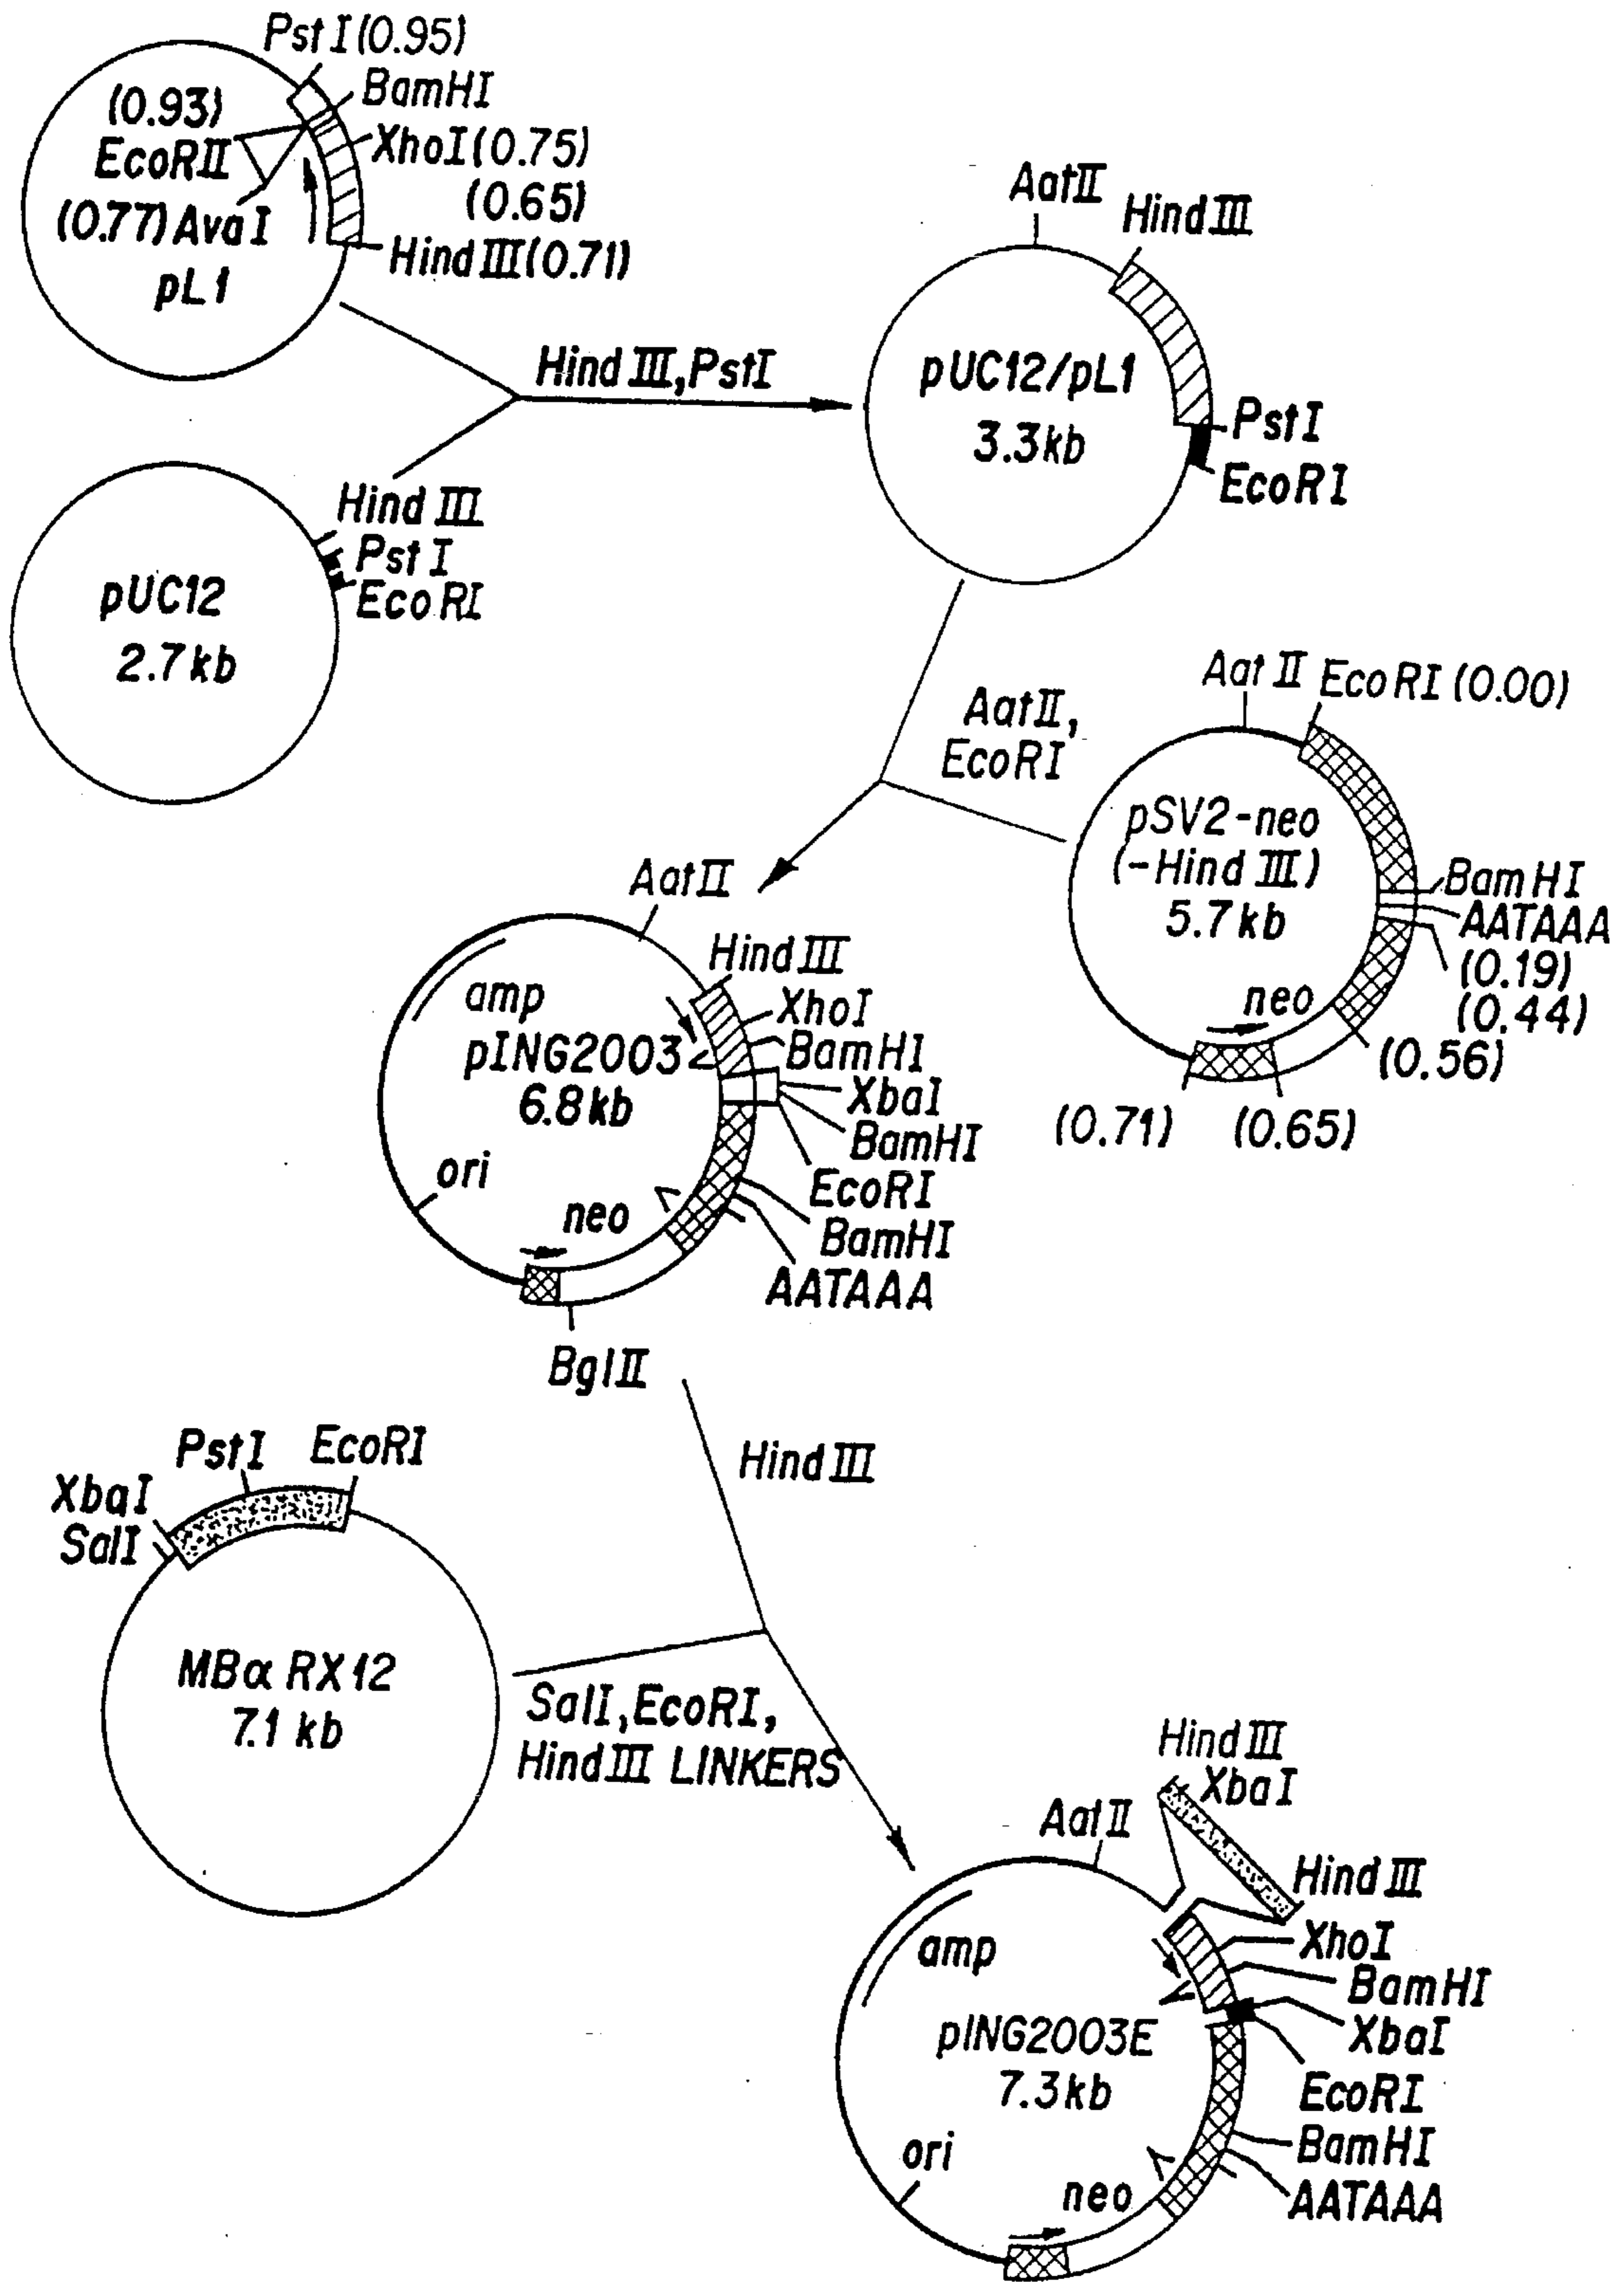 PstI(0.95)
BamHI
(0.93)
EcoRII
XhoI(0.75)
(0.65)
(0.77)AvaI
HindIII(0.71)
pL1
HindIII,PstI
AatII
HindIII
pUC12/pL1
3.3kb
PstI
EcoRI
HindIII
PstI
EcoRI
pUC12
2.7kb
AatII,
EcoRI
AatII
EcoRI(0.00)
pSV2-neo
(-HindIII)
5.7kb
BamHI
AATAAA
(0.19)
(0.44)
(0.56)
neo
(0.71)
(0.65)
AatII
HindIII
amp
XhoI
pING2003
BamHI
6.8kb
XbaI
BamHI
ori
EcoRI
neo
BamHI
AATAAA
BglII
HindIII
PstI
EcoRI
XbaI
SalI
MBα RX12
7.1 kb
SalI,EcoRI,
HindIII LINKERS
HindIII
XbaI
AatII
HindIII
amp
XhoI
BamHI
pING2003E
XbaI
7.3kb
EcoRI
ori
BamHI
neo
AATAAA